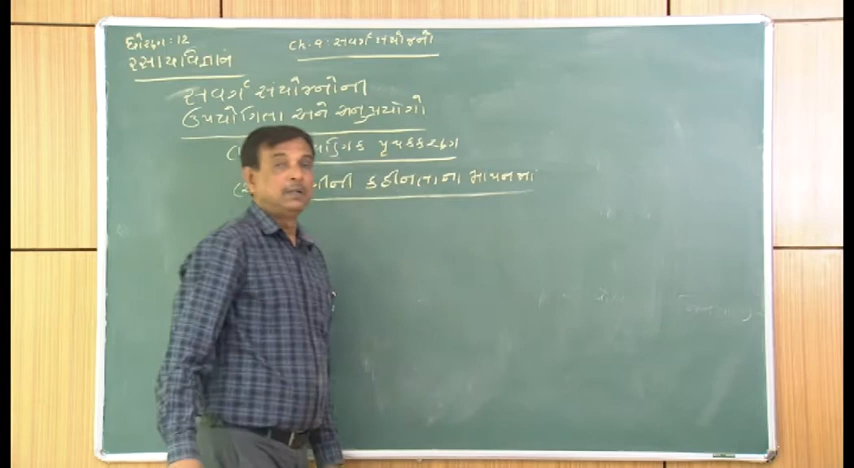 ધોરણ : 12
રસાયણવિજ્ઞાન
Ch. 9 : સવર્ગ સંયોજનો
સવર્ગ સંયોજનોની
ઉપયોગિતા અને અનુપ્રયોગો
પૃથક્કરણ
કઠીનતાના માપનમાં